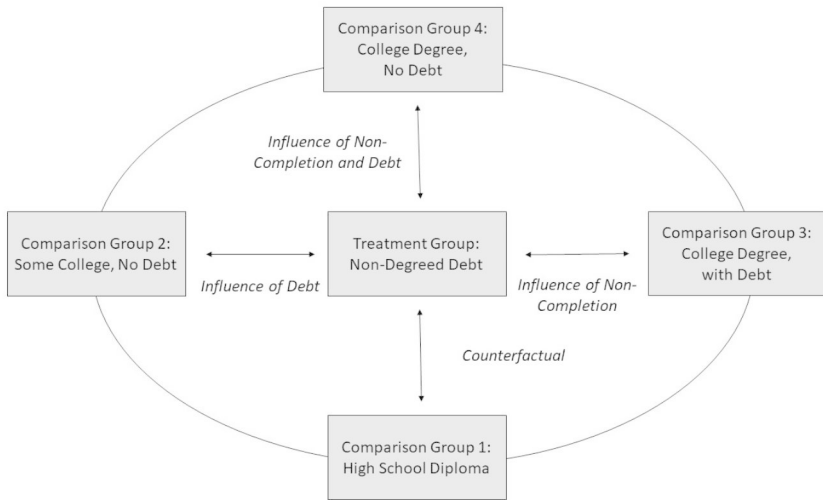 Comparison Group 4:
College Degree,
No Debt
Influence of Non-
Completion and Debt
Comparison Group 2:
Some College, No Debt
Influence of Debt
Treatment Group:
Non-Degreed Debt
Influence of Non-
Completion
Comparison Group 3:
College Degree,
with Debt
Counterfactual
Comparison Group 1:
High School Diploma